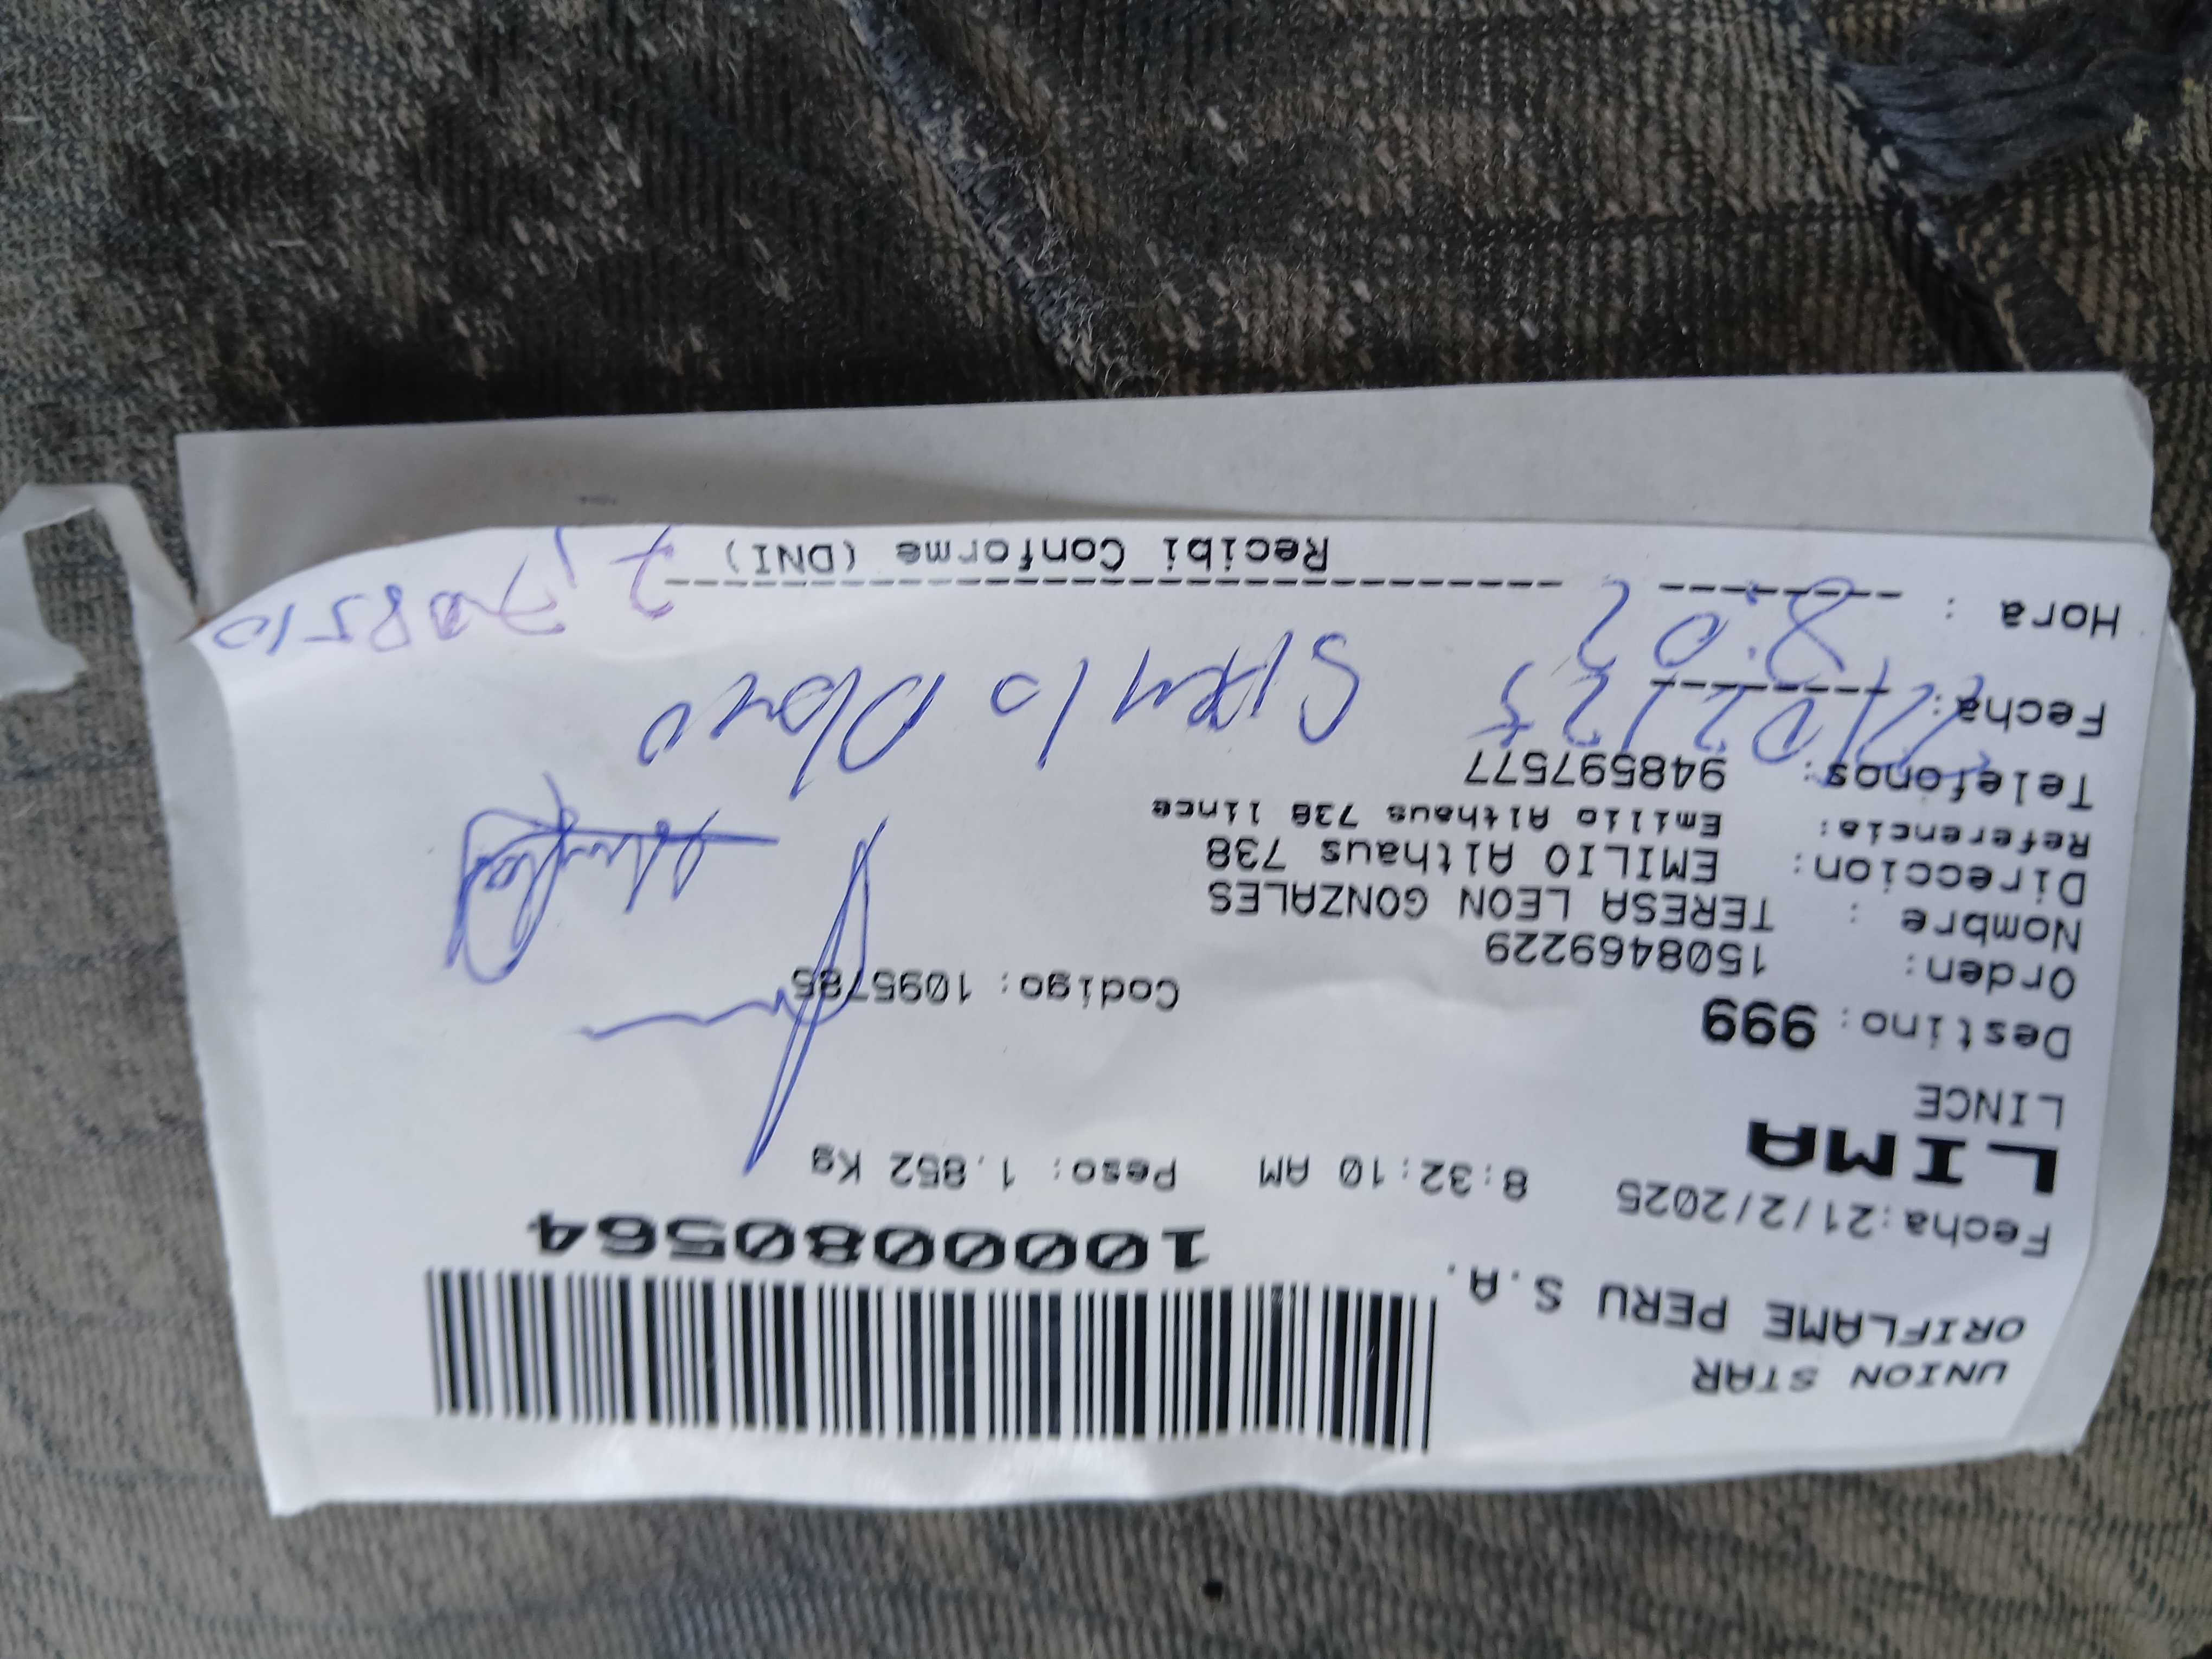 UNION STAR
ORIFLAME PERU S.A.
10000080564
Fecha:21/2/2025 8:32:10 AM Peso: 1.852 Kg
LIMA
LINCE
Destino: 999
Orden: 1508469229 Codigo: 1095785
Nombre : TERESA LEON GONZALES
Direccion: EMILIO Althaus 738
Referencia: Emilio Althaus 738 lince
Telefonos: 948597577
Fecha: 22/02/25
Hora : 8:02
Recibi Conforme (DNI)